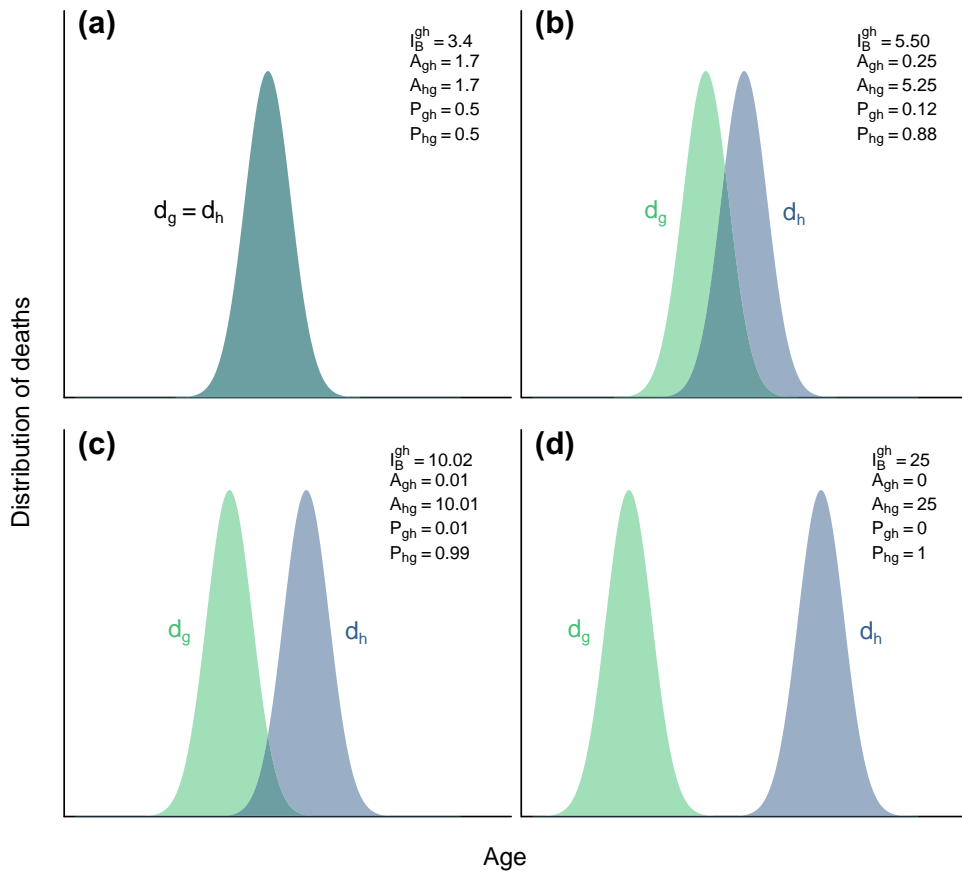 (a)
I_B^gh = 3.4
A_gh = 1.7
A_hg = 1.7
P_gh = 0.5
P_hg = 0.5
d_g = d_h
(b)
I_B^gh = 5.50
A_gh = 0.25
A_hg = 5.25
P_gh = 0.12
P_hg = 0.88
d_g
d_h
Distribution of deaths
(c)
I_B^gh = 10.02
A_gh = 0.01
A_hg = 10.01
P_gh = 0.01
P_hg = 0.99
d_g
d_h
(d)
I_B^gh = 25
A_gh = 0
A_hg = 25
P_gh = 0
P_hg = 1
d_g
d_h
Age